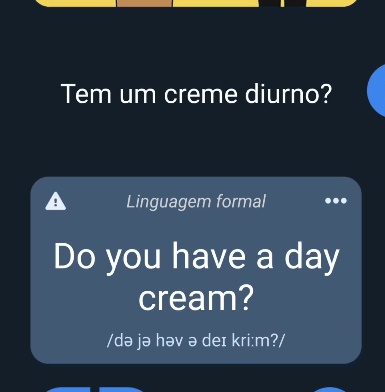 Tem um creme diurno?
Linguagem formal
Do you have a day
cream?
/də jə həv ə deɪ kriːm?/